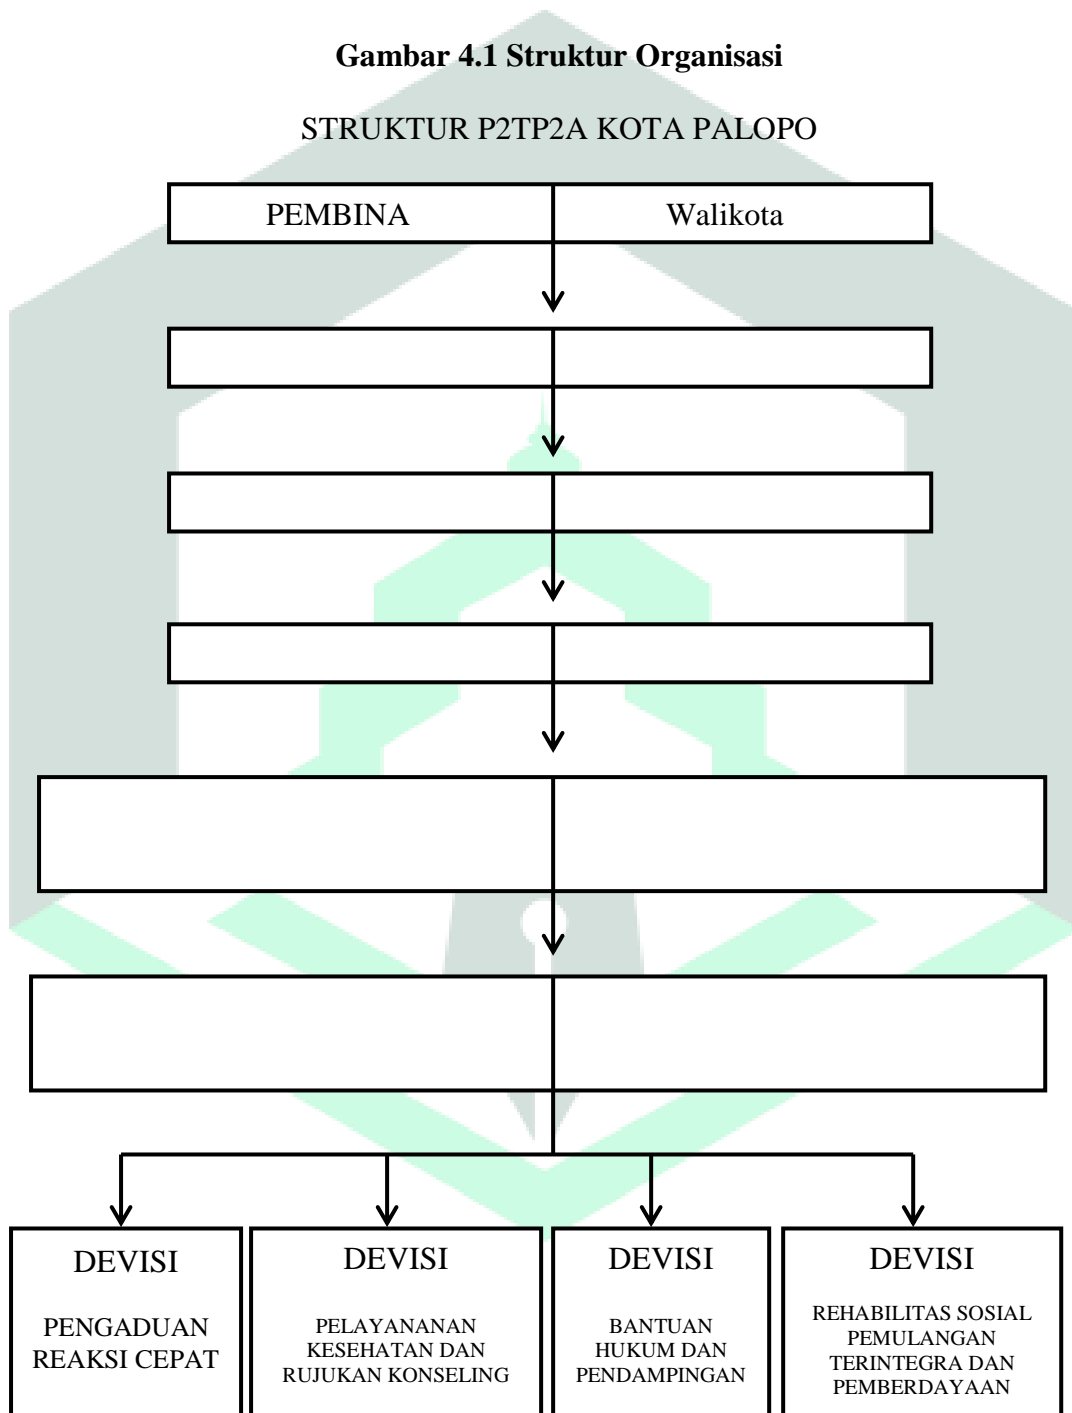 Gambar 4.1 Struktur Organisasi
STRUKTUR P2TP2A KOTA PALOPO
PEMBINA Walikota
DEVISI
PENGADUAN
REAKSI CEPAT
DEVISI
PELAYANANAN
KESEHATAN DAN
RUJUKAN KONSELING
DEVISI
BANTUAN
HUKUM DAN
PENDAMPINGAN
DEVISI
REHABILITAS SOSIAL
PEMULANGAN
TERINTEGRA DAN
PEMBERDAYAAN